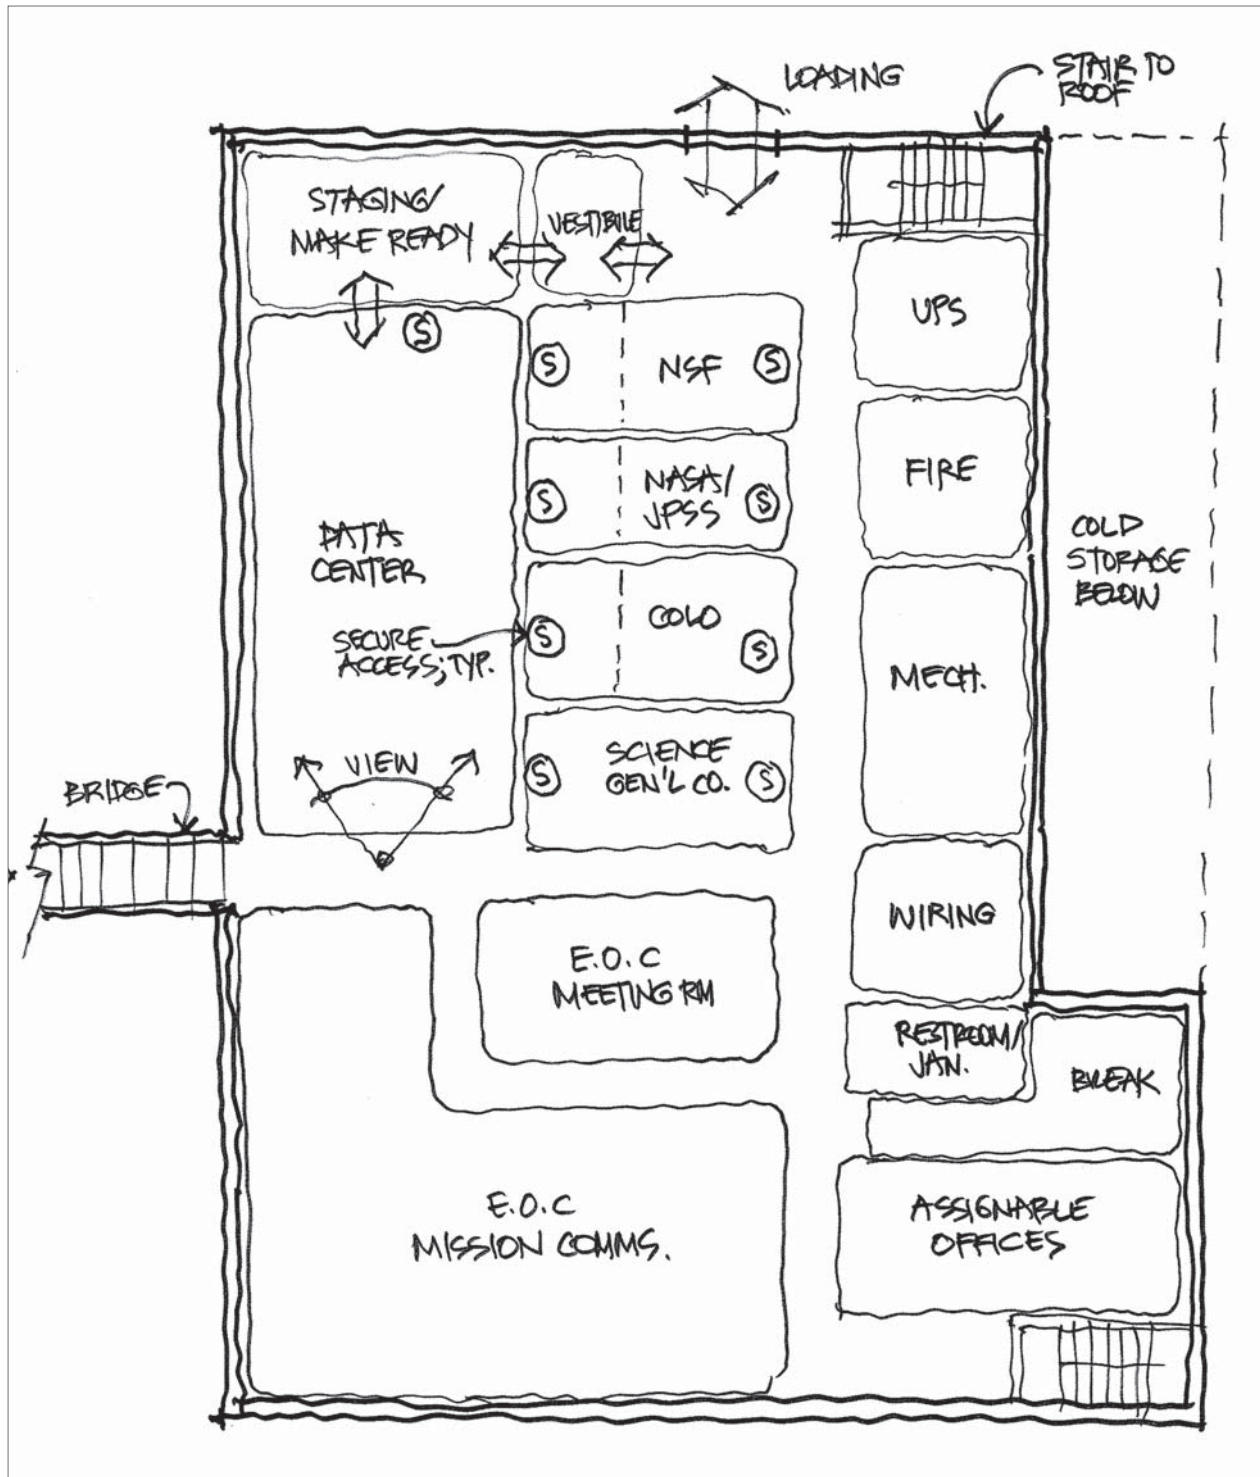 LOADING
STAIR TO
ROOF
STAGING/
MAKE READY
VESTIBILE
UPS
S
S
NSF
S
FIRE
S
NASA/
JPSS
S
DATA
CENTER
COLD
STORAGE
BELOW
SECURE
ACCESS; TYP.
S
COLO
S
MECH.
VIEW
S
SCIENCE
GEN'L CO.
S
BRIDGE
WIRING
E.O.C
MEETING RM
RESTROOM/
JAN.
BREAK
E.O.C
MISSION COMMS.
ASSIGNABLE
OFFICES